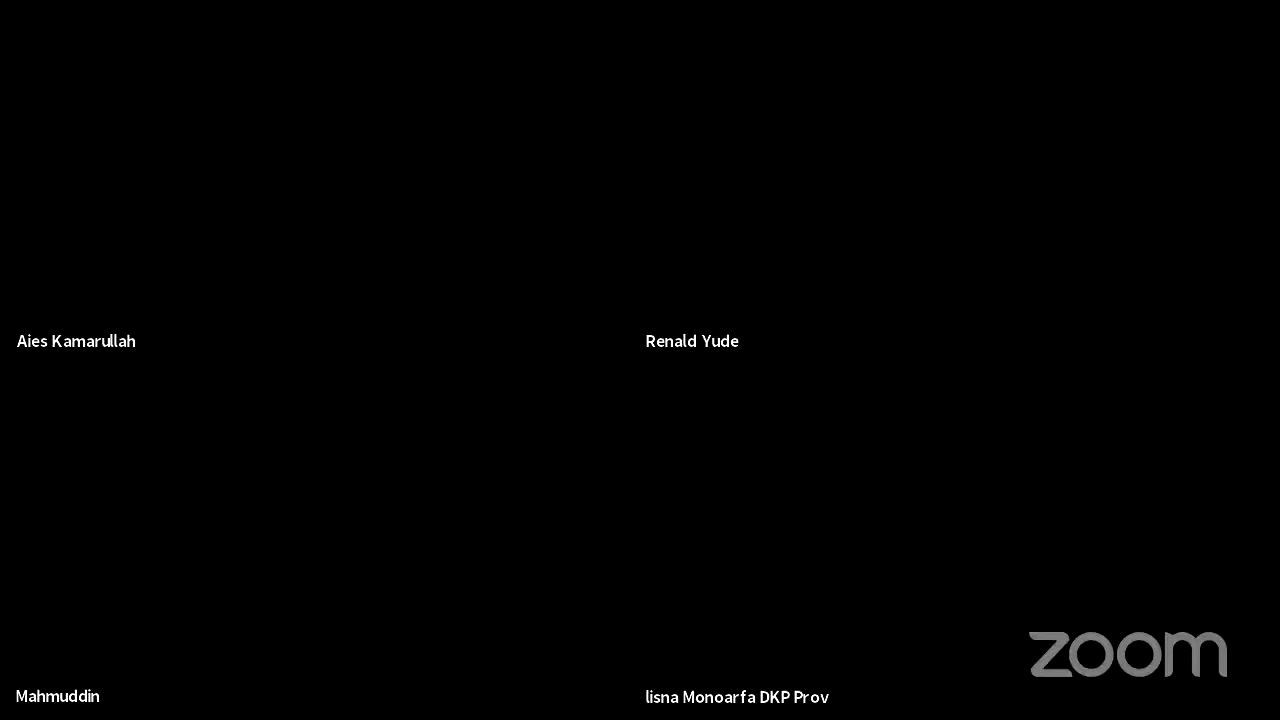 Aies Kamarullah
Renald Yude
Mahmuddin
lisna Monoarfa DKP Prov
zoom